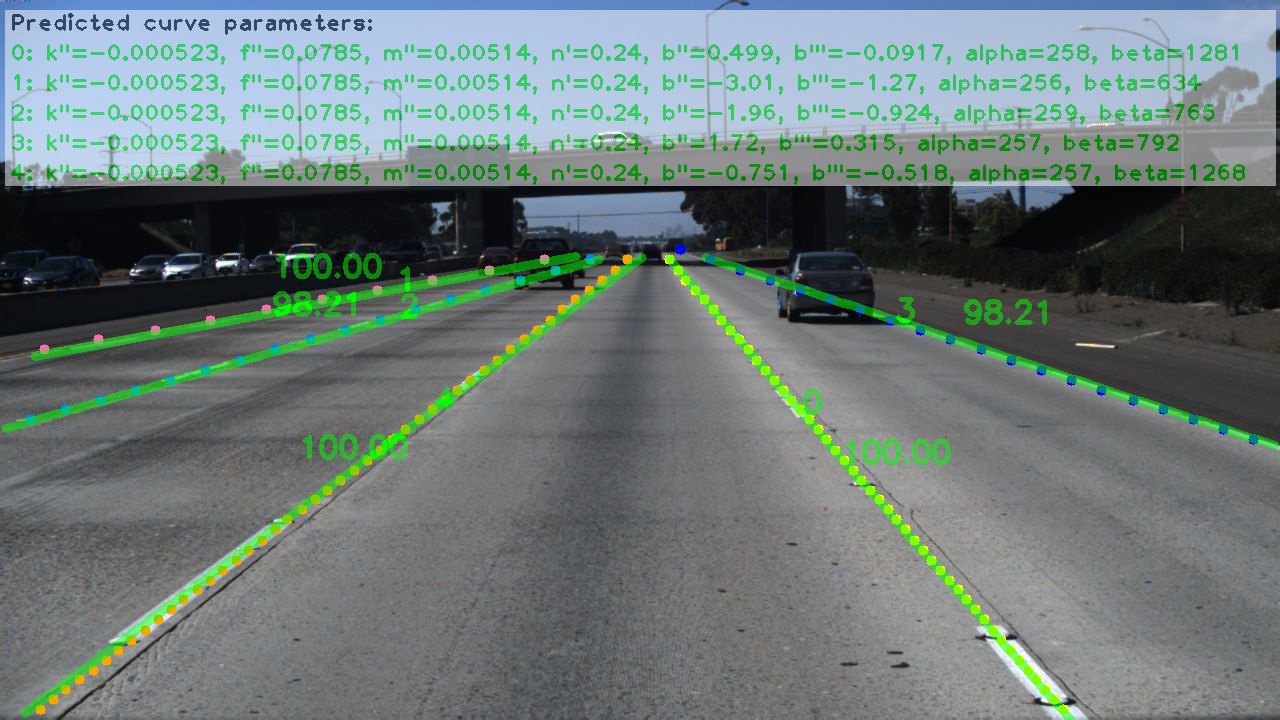 Predicted curve parameters:
0: k"=-0.000523, f"=0.0785, m"=0.00514, n'=0.24, b"=0.499, b'"=-0.0917, alpha=258, beta=1281
1: k"=-0.000523, f"=0.0785, m"=0.00514, n'=0.24, b"=-3.01, b'"=-1.27, alpha=256, beta=634
2: k"=-0.000523, f"=0.0785, m"=0.00514, n'=0.24, b"=-1.96, b'"=-0.924, alpha=259, beta=765
3: k"=-0.000523, f"=0.0785, m"=0.00514, n'=0.24, b"=1.72, b'"=0.315, alpha=257, beta=792
4: k"=-0.000523, f"=0.0785, m"=0.00514, n'=0.24, b"=-0.751, b'"=-0.518, alpha=257, beta=1268
100.00 1
98.21 2
3 98.21
4 0
100.00 100.00